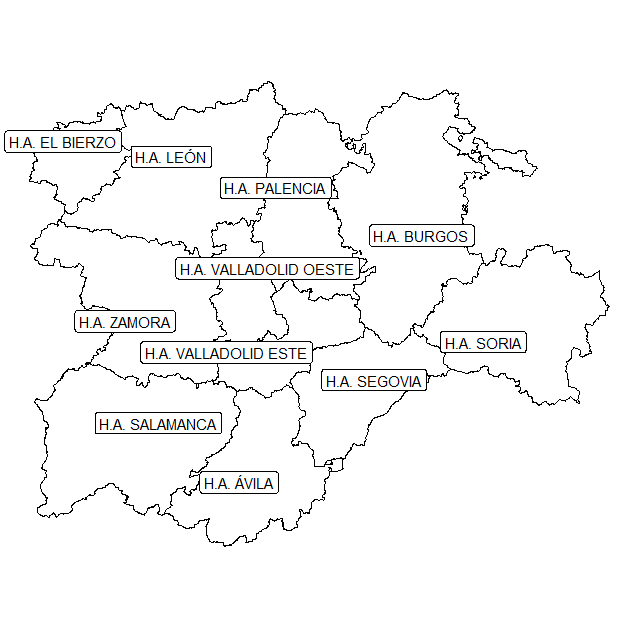 H.A. EL BIERZO
H.A. LEÓN
H.A. PALENCIA
H.A. BURGOS
H.A. VALLADOLID OESTE
H.A. ZAMORA
H.A. SORIA
H.A. VALLADOLID ESTE
H.A. SEGOVIA
H.A. SALAMANCA
H.A. ÁVILA